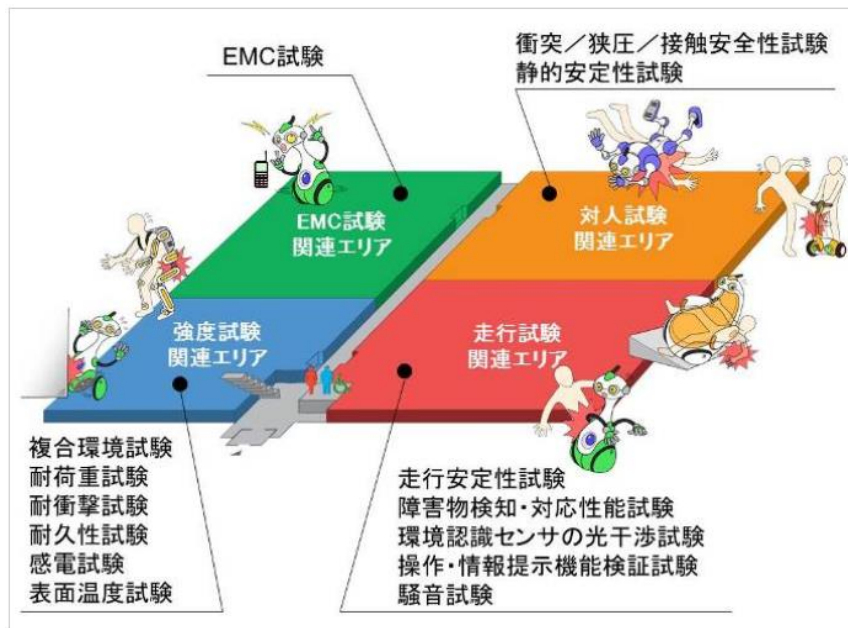 EMC試験
衝突／狭圧／接触安全性試験
静的安定性試験
EMC試験
関連エリア
対人試験
関連エリア
強度試験
関連エリア
走行試験
関連エリア
複合環境試験
耐荷重試験
耐衝撃試験
耐久性試験
感電試験
表面温度試験
走行安定性試験
障害物検知・対応性能試験
環境認識センサの光干渉試験
操作・情報提示機能検証試験
騒音試験